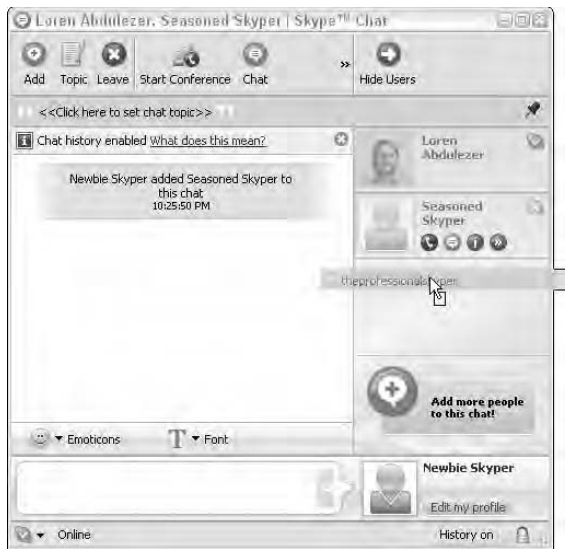 Loren Abdulezer, Seasoned Skyper | Skype™ Chat
Add Topic Leave Start Conference Chat » Hide Users
<<Click here to set chat topic>>
Chat history enabled What does this mean?
Newbie Skyper added Seasoned Skyper to
this chat
10:25:50 PM
Loren
Abdulezer
Seasoned
Skyper
theprofessionalskyper
Add more people
to this chat!
Emoticons T Font
Newbie Skyper
Edit my profile
Online History on